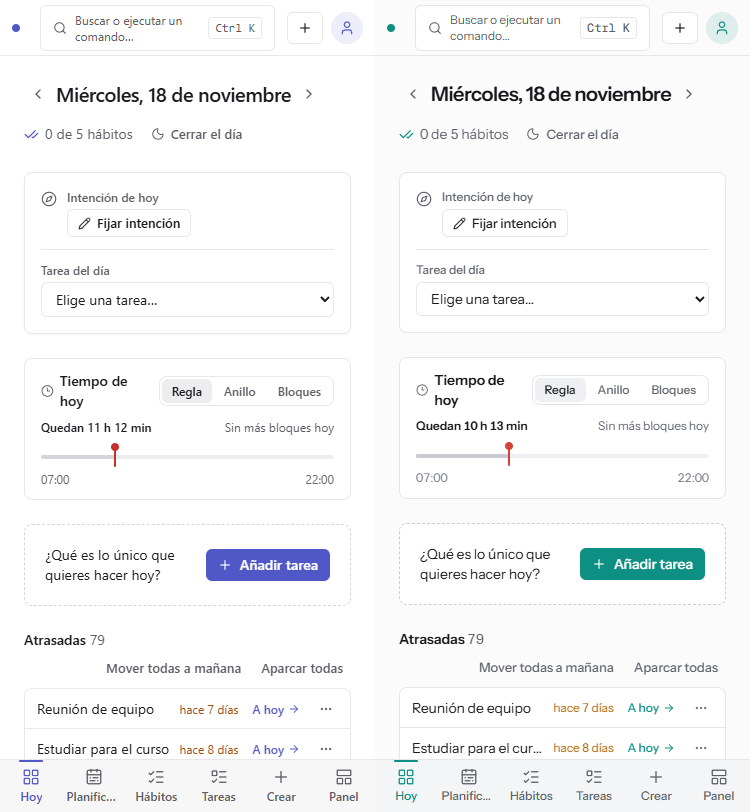 Buscar o ejecutar un
comando...
Ctrl K
Miércoles, 18 de noviembre
0 de 5 hábitos
Cerrar el día
Intención de hoy
Fijar intención
Tarea del día
Elige una tarea...
Tiempo de
hoy
Regla
Anillo
Bloques
Quedan 11 h 12 min
Sin más bloques hoy
07:00
22:00
¿Qué es lo único que
quieres hacer hoy?
Añadir tarea
Atrasadas 79
Mover todas a mañana
Aparcar todas
Reunión de equipo
hace 7 días
A hoy →
Estudiar para el curso
hace 8 días
A hoy →
Hoy
Planific...
Hábitos
Tareas
Crear
Panel
Buscar o ejecutar un
comando...
Ctrl K
Miércoles, 18 de noviembre
0 de 5 hábitos
Cerrar el día
Intención de hoy
Fijar intención
Tarea del día
Elige una tarea...
Tiempo de
hoy
Regla
Anillo
Bloques
Quedan 10 h 13 min
Sin más bloques hoy
07:00
22:00
¿Qué es lo único que
quieres hacer hoy?
Añadir tarea
Atrasadas 79
Mover todas a mañana
Aparcar todas
Reunión de equipo
hace 7 días
A hoy →
Estudiar para el cur...
hace 8 días
A hoy →
Hoy
Planific...
Hábitos
Tareas
Crear
Panel